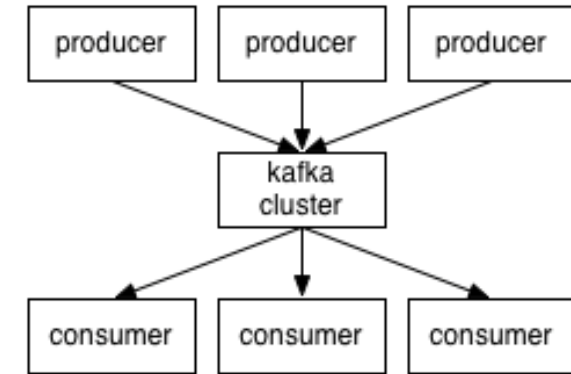 producer
producer
producer
kafka
cluster
consumer
consumer
consumer